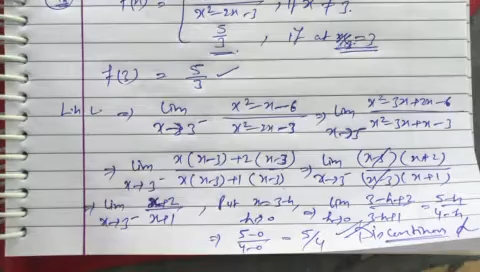 f(x) = { x²-2x-3 , if x ≠ 3.
5/3 , if at x=3
f(3) = 5/3 ✓
L.H.L ⇒ lim x→3⁻ x²-x-6 / x²-2x-3 ⇒ lim x→3⁻ x²-3x+2x-6 / x²-3x+x-3
⇒ lim x→3⁻ x(x-3)+2(x-3) / x(x-3)+1(x-3) ⇒ lim x→3⁻ (x-3)(x+2) / (x-3)(x+1)
⇒ lim x→3⁻ x+2 / x+1 , Put x=3-h, h→0 ⇒ lim h→0 3-h+2 / 3-h+1 = 5-h / 4-h
⇒ 5-0 / 4-0 = 5/4 Discontinuous